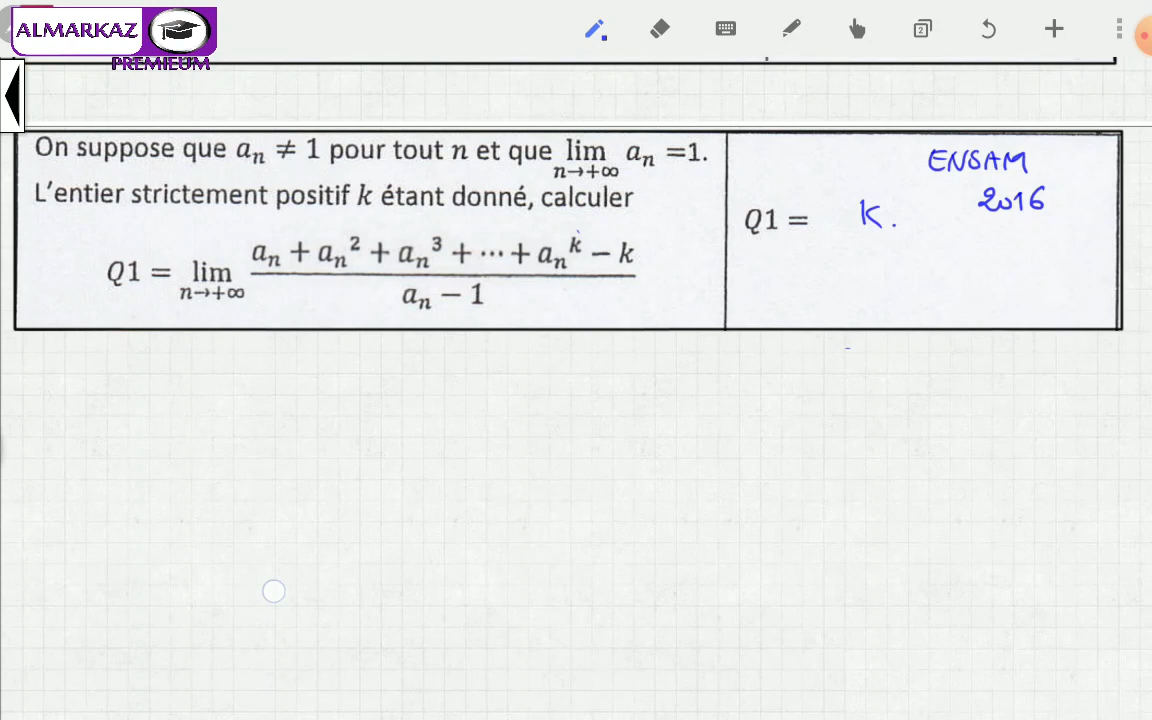 ALMARKAZ
PREMIEUM
On suppose que aₙ ≠ 1 pour tout n et que lim aₙ =1.
n→+∞
L'entier strictement positif k étant donné, calculer
Q1 = lim (aₙ + aₙ² + aₙ³ + ⋯ + aₙᵏ − k) / (aₙ − 1)
n→+∞
ENSAM
2016
Q1 = K.
2